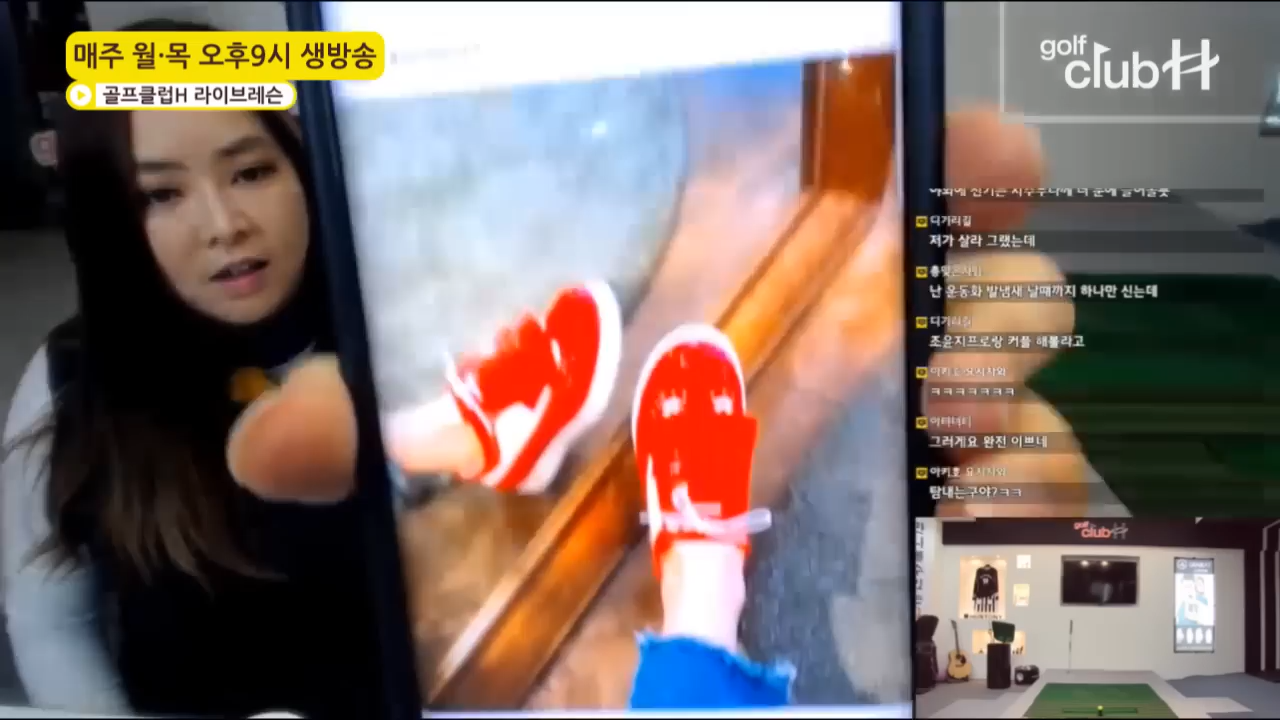 매주 월·목 오후9시 생방송
골프클럽H 라이브레슨
golf
clubH
디가리길
저가 살라 그랬는데
난 운동화 발냄새 날때까지 하나만 신는데
디가리길
조윤지프로랑 커플 해볼라고
ㅋㅋㅋㅋㅋㅋㅋ
그러게요 완전 이쁘네
탐내는구야?ㅋㅋ
golf
clubH